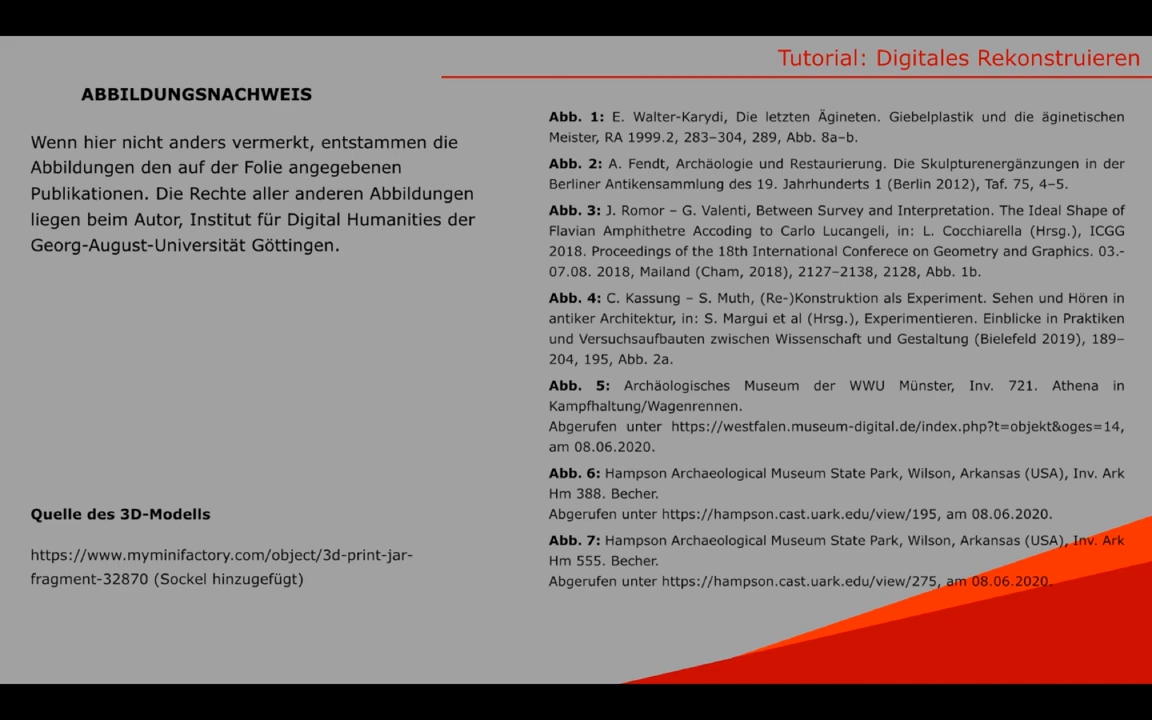 Tutorial: Digitales Rekonstruieren
ABBILDUNGSNACHWEIS
Wenn hier nicht anders vermerkt, entstammen die
Abbildungen den auf der Folie angegebenen
Publikationen. Die Rechte aller anderen Abbildungen
liegen beim Autor, Institut für Digital Humanities der
Georg-August-Universität Göttingen.
Quelle des 3D-Modells
https://www.myminifactory.com/object/3d-print-jar-
fragment-32870 (Sockel hinzugefügt)
Abb. 1: E. Walter-Karydi, Die letzten Ägineten. Giebelplastik und die äginetischen
Meister, RA 1999.2, 283–304, 289, Abb. 8a–b.
Abb. 2: A. Fendt, Archäologie und Restaurierung. Die Skulpturenergänzungen in der
Berliner Antikensammlung des 19. Jahrhunderts 1 (Berlin 2012), Taf. 75, 4–5.
Abb. 3: J. Romor – G. Valenti, Between Survey and Interpretation. The Ideal Shape of
Flavian Amphithetre Accoding to Carlo Lucangeli, in: L. Cocchiarella (Hrsg.), ICGG
2018. Proceedings of the 18th International Conferece on Geometry and Graphics. 03.-
07.08. 2018, Mailand (Cham, 2018), 2127–2138, 2128, Abb. 1b.
Abb. 4: C. Kassung – S. Muth, (Re-)Konstruktion als Experiment. Sehen und Hören in
antiker Architektur, in: S. Margui et al (Hrsg.), Experimentieren. Einblicke in Praktiken
und Versuchsaufbauten zwischen Wissenschaft und Gestaltung (Bielefeld 2019), 189–
204, 195, Abb. 2a.
Abb. 5: Archäologisches Museum der WWU Münster, Inv. 721. Athena in
Kampfhaltung/Wagenrennen.
Abgerufen unter https://westfalen.museum-digital.de/index.php?t=objekt&oges=14,
am 08.06.2020.
Abb. 6: Hampson Archaeological Museum State Park, Wilson, Arkansas (USA), Inv. Ark
Hm 388. Becher.
Abgerufen unter https://hampson.cast.uark.edu/view/195, am 08.06.2020.
Abb. 7: Hampson Archaeological Museum State Park, Wilson, Arkansas (USA), Inv. Ark
Hm 555. Becher.
Abgerufen unter https://hampson.cast.uark.edu/view/275, am 08.06.2020.